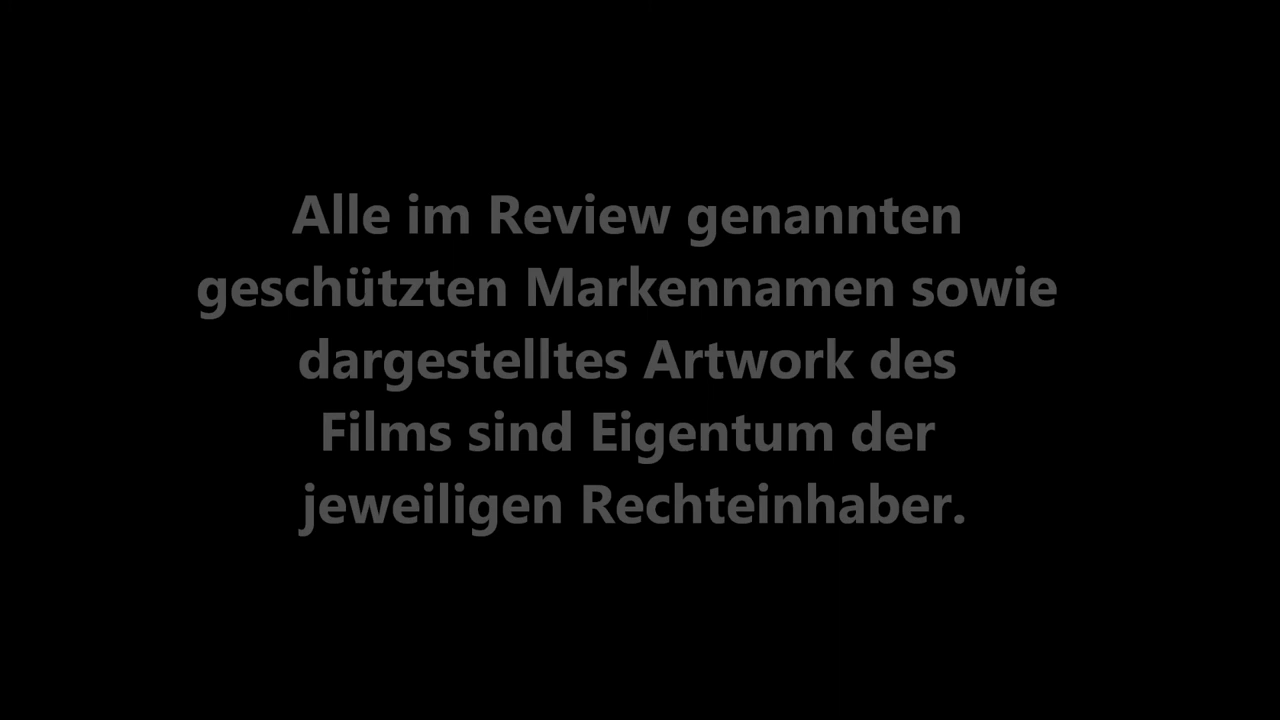 Alle im Review genannten
geschützten Markennamen sowie
dargestelltes Artwork des
Films sind Eigentum der
jeweiligen Rechteinhaber.